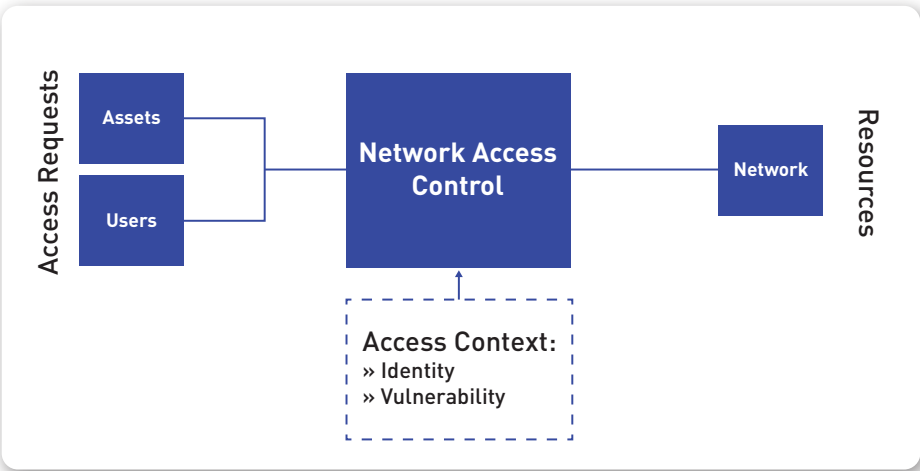 Access Requests
Assets
Users
Network Access
Control
Network
Resources
Access Context:
» Identity
» Vulnerability